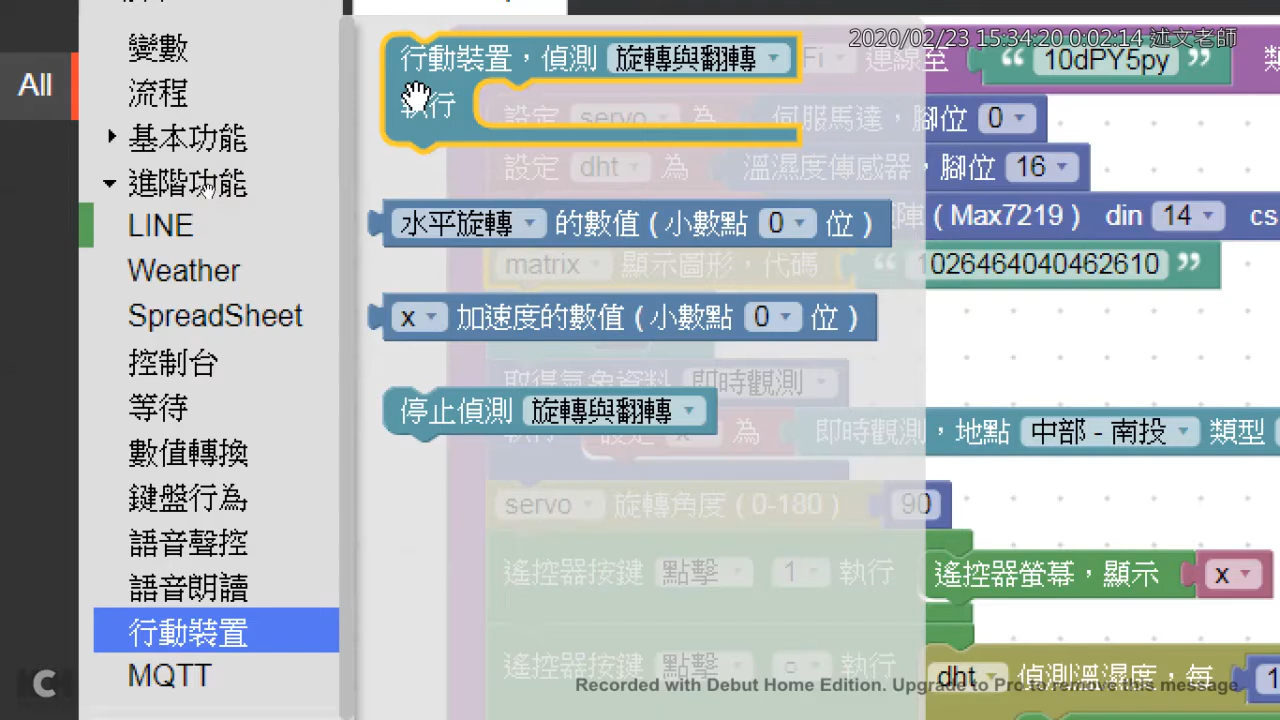 All
變數
流程
基本功能
進階功能
LINE
Weather
SpreadSheet
控制台
等待
數值轉換
鍵盤行為
語音聲控
語音朗讀
行動裝置
MQTT
行動裝置，偵測 旋轉與翻轉
執行
水平旋轉 的數值 ( 小數點 0 位 )
x 加速度的數值 ( 小數點 0 位 )
停止偵測 旋轉與翻轉
2020/02/23 15:34:20 0:02:14 述文老師
Fi 連線至 “ 10dPY5py ” 類
設定 servo 為 伺服馬達，腳位 0
設定 dht 為 溫濕度傳感器，腳位 16
陣 ( Max7219 ) din 14 cs
matrix 顯示圖形，代碼 “ 1026464040462610 ”
取得氣象資料 即時觀測
執行 設定 x 為 即時觀測，地點 中部 - 南投 類型
servo 旋轉角度 ( 0-180 ) 90
遙控器按鍵 點擊 1 執行
遙控器螢幕，顯示 x
遙控器按鍵 點擊 c 執行
dht 偵測溫濕度，每 1
Recorded with Debut Home Edition. Upgrade to Pro to remove this message